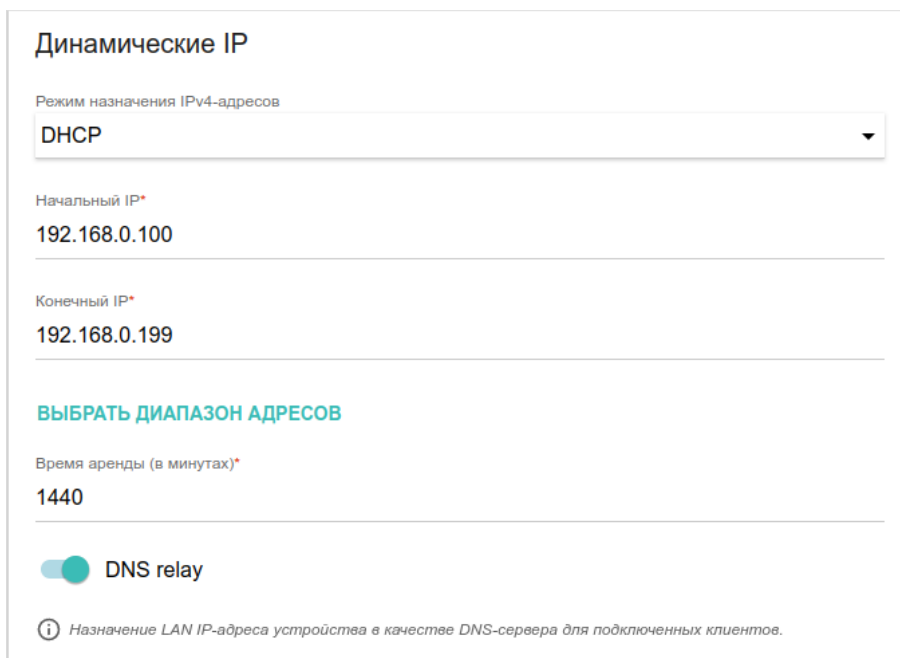 Динамические IP
Режим назначения IPv4-адресов
DHCP
Начальный IP*
192.168.0.100
Конечный IP*
192.168.0.199
ВЫБРАТЬ ДИАПАЗОН АДРЕСОВ
Время аренды (в минутах)*
1440
DNS relay
Назначение LAN IP-адреса устройства в качестве DNS-сервера для подключенных клиентов.